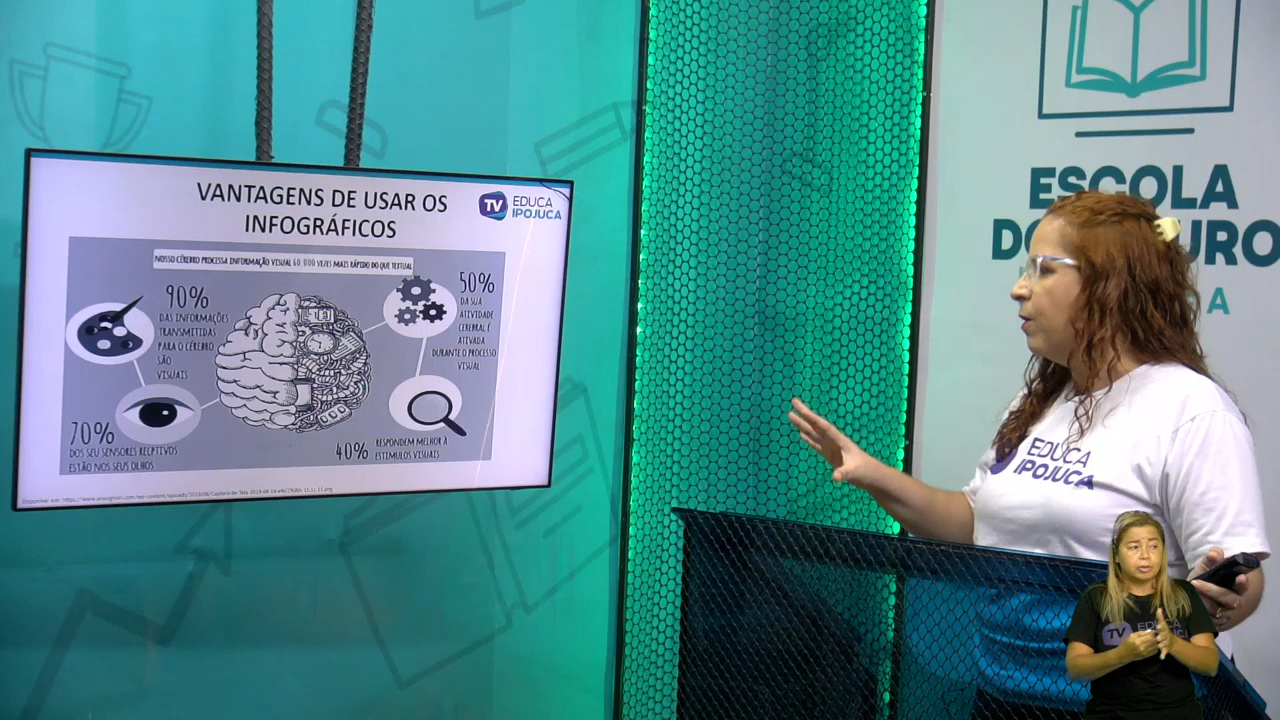 VANTAGENS DE USAR OS
INFOGRÁFICOS
TV EDUCA
IPOJUCA
NOSSO CÉREBRO PROCESSA INFORMAÇÃO VISUAL 60.000 VEZES MAIS RÁPIDO DO QUE TEXTUAL
90%
DAS INFORMAÇÕES
TRANSMITIDAS
PARA O CÉREBRO
SÃO
VISUAIS
50%
DA SUA
ATIVIDADE
CEREBRAL É
ATIVADA
DURANTE O PROCESSO
VISUAL
70%
DOS SEU SENSORES RECPTIVOS
ESTÃO NOS SEUS OLHOS
40% RESPONDEM MELHOR À
ESTIMULOS VISUAIS
ESCOLA
DO URO
A
EDUCA
IPOJUCA
TV